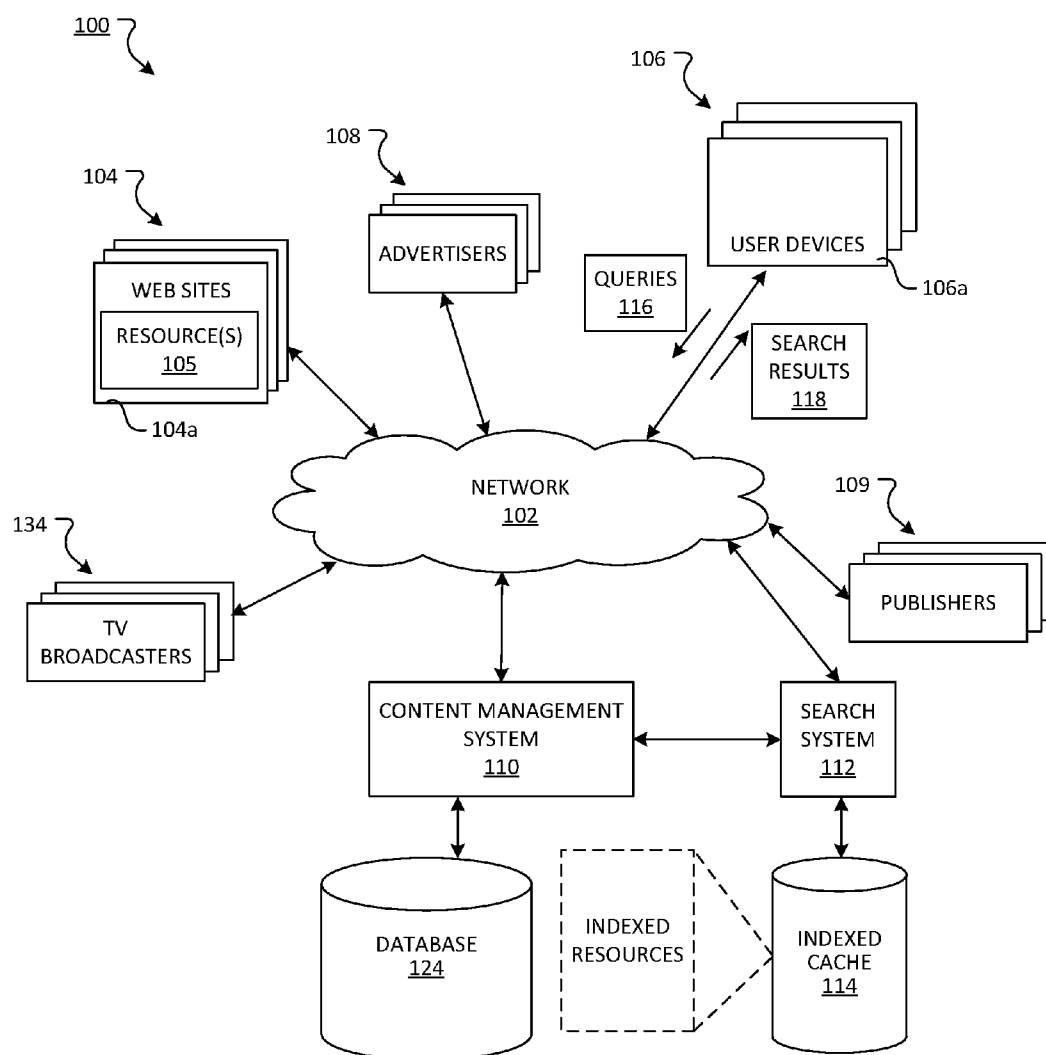 100
106
108
104
ADVERTISERS
USER DEVICES
106a
QUERIES
116
WEB SITES
RESOURCE(S)
105
SEARCH
RESULTS
118
104a
NETWORK
102
109
134
PUBLISHERS
TV
BROADCASTERS
CONTENT MANAGEMENT
SYSTEM
110
SEARCH
SYSTEM
112
DATABASE
124
INDEXED
RESOURCES
INDEXED
CACHE
114